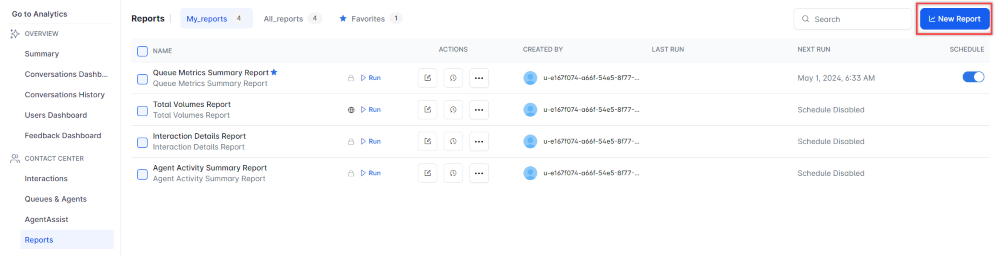 Go to Analytics
OVERVIEW
Summary
Conversations Dashb...
Conversations History
Users Dashboard
Feedback Dashboard
CONTACT CENTER
Interactions
Queues & Agents
AgentAssist
Reports
Reports My_reports 4 All_reports 4 Favorites 1 Search New Report
NAME ACTIONS CREATED BY LAST RUN NEXT RUN SCHEDULE
Queue Metrics Summary Report
Queue Metrics Summary Report
Run ... u-e167f074-a66f-54e5-8f77-... May 1, 2024, 6:33 AM
Total Volumes Report
Total Volumes Report
Run ... u-e167f074-a66f-54e5-8f77-... Schedule Disabled
Interaction Details Report
Interaction Details Report
Run ... u-e167f074-a66f-54e5-8f77-... Schedule Disabled
Agent Activity Summary Report
Agent Activity Summary Report
Run ... u-e167f074-a66f-54e5-8f77-... Schedule Disabled